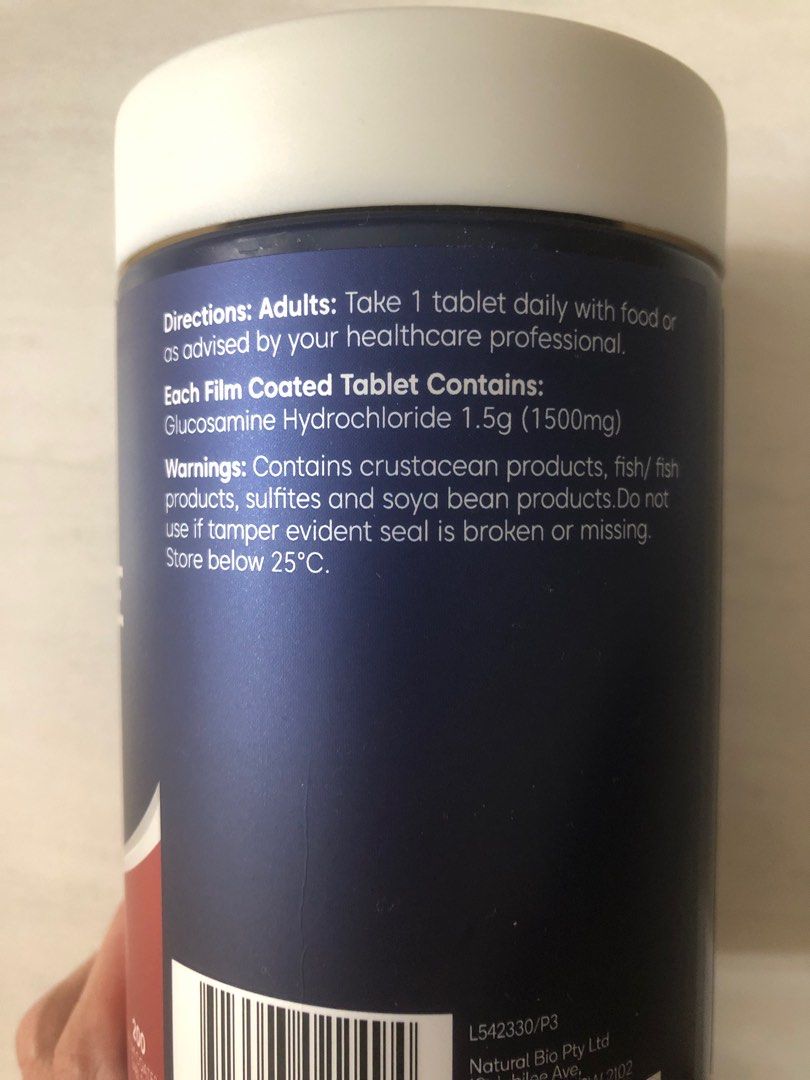 Directions: Adults: Take 1 tablet daily with food or
as advised by your healthcare professional.
Each Film Coated Tablet Contains:
Glucosamine Hydrochloride 1.5g (1500mg)
Warnings: Contains crustacean products, fish/ fish
products, sulfites and soya bean products.Do not
use if tamper evident seal is broken or missing.
Store below 25°C.
E
200
L542330/P3
Natural Bio Pty Ltd
Ave,
2102